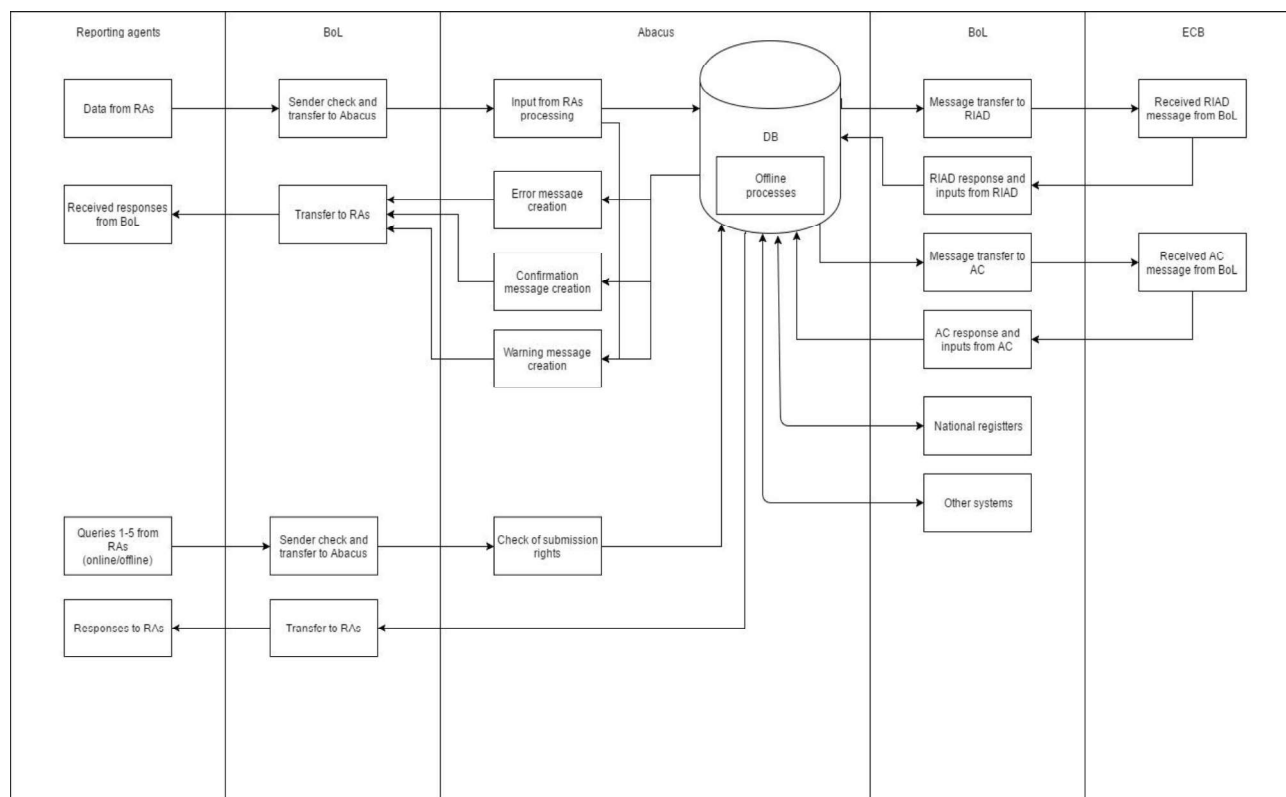 Reporting agents
BoL
Abacus
BoL
ECB
Data from RAs
Sender check and
transfer to Abacus
Input from RAs
processing
DB
Offline
processes
Message transfer to
RIAD
Received RIAD
message from BoL
Received responses
from BoL
Transfer to RAs
Error message
creation
RIAD response and
inputs from RIAD
Confirmation
message creation
Message transfer to
AC
Received AC
message from BoL
Warning message
creation
AC response and
inputs from AC
National registters
Other systems
Queries 1-5 from
RAs
(online/offline)
Sender check and
transfer to Abacus
Check of submission
rights
Responses to RAs
Transfer to RAs